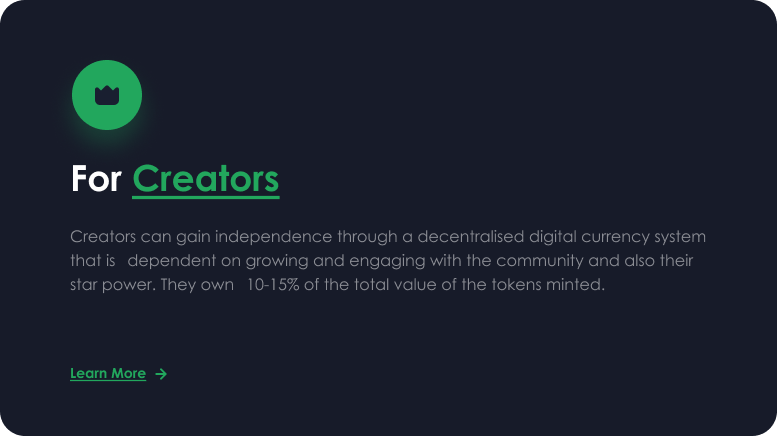 For Creators
Creators can gain independence through a decentralised digital currency system
that is  dependent on growing and engaging with the community and also their
star power. They own  10-15% of the total value of the tokens minted.
Learn More →